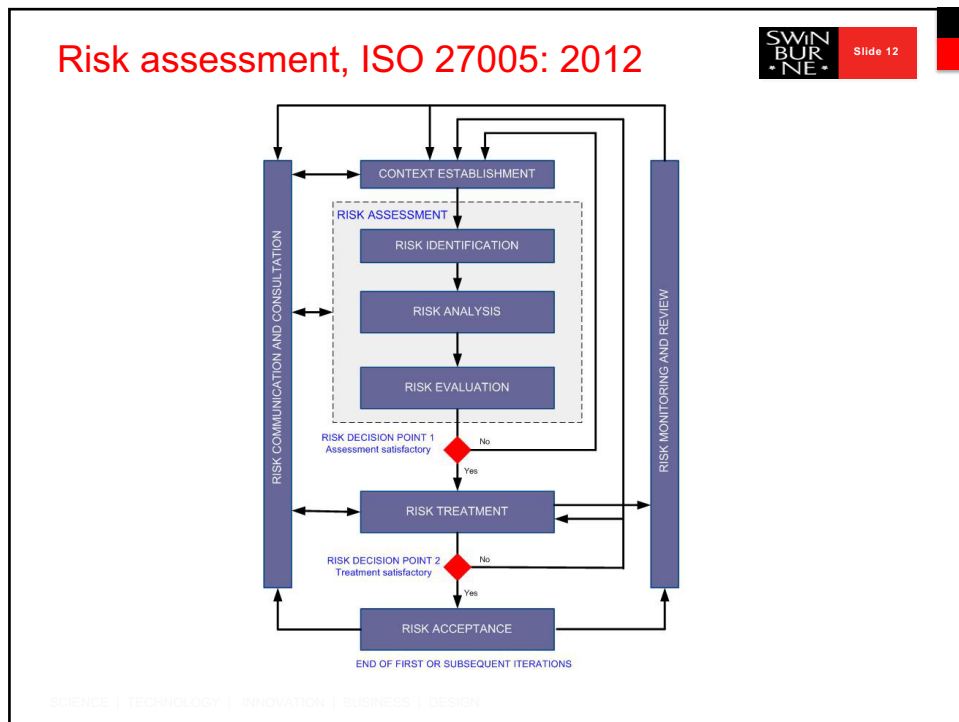 Risk assessment, ISO 27005: 2012
SWIN
BUR
* NE *
Slide 12
CONTEXT ESTABLISHMENT
RISK ASSESSMENT
RISK IDENTIFICATION
RISK ANALYSIS
RISK EVALUATION
RISK COMMUNICATION AND CONSULTATION
RISK MONITORING AND REVIEW
RISK DECISION POINT 1
Assessment satisfactory
No
Yes
RISK TREATMENT
RISK DECISION POINT 2
Treatment satisfactory
No
Yes
RISK ACCEPTANCE
END OF FIRST OR SUBSEQUENT ITERATIONS
SCIENCE | TECHNOLOGY | INNOVATION | BUSINESS | DESIGN